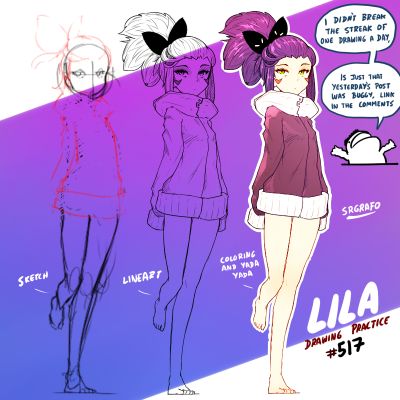 I DIDN'T BREAK
THE STREAK OF
ONE DRAWING A DAY,
IS JUST THAT
YESTERDAY'S POST
WAS BUGGY, LINK
IN THE COMMENTS
SRGRAFO
SKETCH
LINEART
COLORING
AND YADA
YADA
LILA
DRAWING PRACTICE
#517